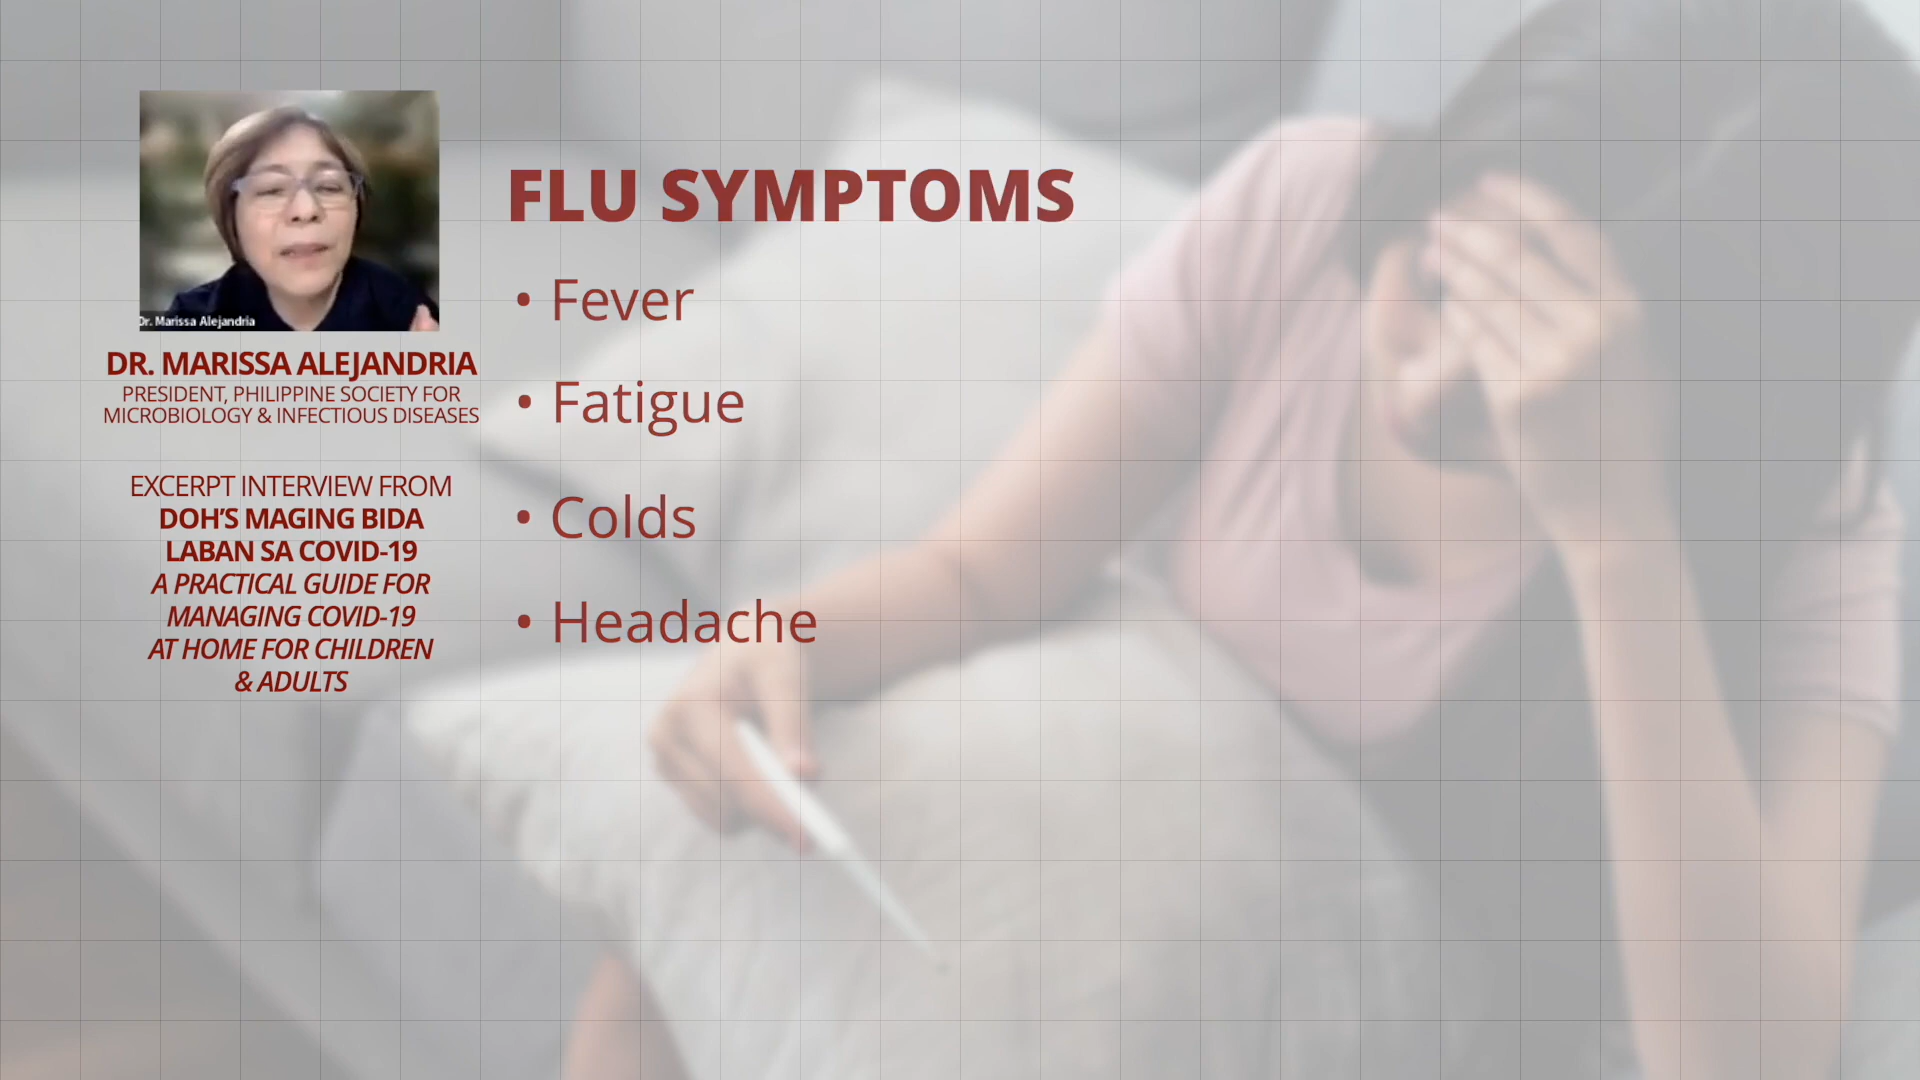 Dr. Marissa Alejandria
DR. MARISSA ALEJANDRIA
PRESIDENT, PHILIPPINE SOCIETY FOR
MICROBIOLOGY & INFECTIOUS DISEASES
EXCERPT INTERVIEW FROM
DOH'S MAGING BIDA
LABAN SA COVID-19
A PRACTICAL GUIDE FOR
MANAGING COVID-19
AT HOME FOR CHILDREN
& ADULTS
FLU SYMPTOMS
• Fever
• Fatigue
• Colds
• Headache